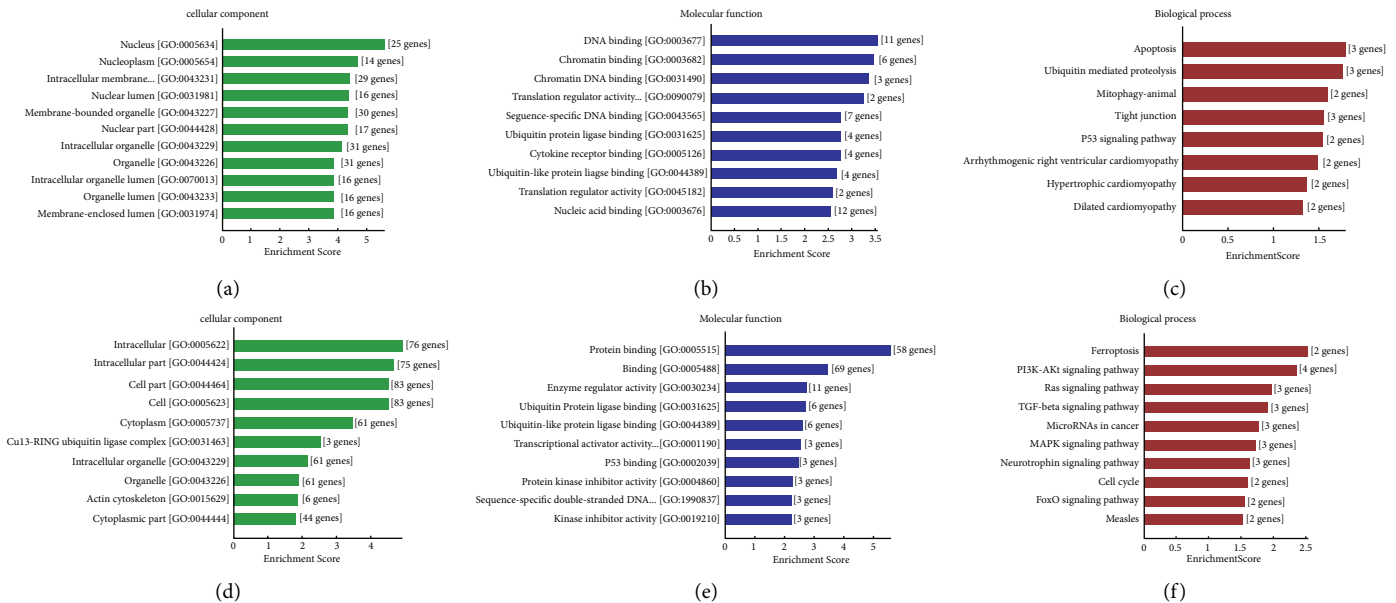 cellular component
Nucleus [GO:0005634] [25 genes]
Nucleoplasm [GO:0005654] [14 genes]
Intracellular membrane... [GO:0043231] [29 genes]
Nuclear lumen [GO:0031981] [16 genes]
Membrane-bounded organelle [GO:0043227] [30 genes]
Nuclear part [GO:0044428] [17 genes]
Intracellular organelle [GO:0043229] [31 genes]
Organelle [GO:0043226] [31 genes]
Intracellular organelle lumen [GO:0070013] [16 genes]
Organelle lumen [GO:0043233] [16 genes]
Membrane-enclosed lumen [GO:0031974] [16 genes]
0 1 2 3 4 5
Enrichment Score
(a)
Molecular function
DNA binding [GO:0003677] [11 genes]
Chromatin binding [GO:0003682] [6 genes]
Chromatin DNA binding [GO:0031490] [3 genes]
Translation regulator activity... [GO:0090079] [2 genes]
Seguence-specific DNA binding [GO:0043565] [7 genes]
Ubiquitin protein ligase binding [GO:0031625] [4 genes]
Cytokine receptor binding [GO:0005126] [4 genes]
Ubiquitin-like protein liagse binding [GO:0044389] [4 genes]
Translation regulator activity [GO:0045182] [2 genes]
Nucleic acid binding [GO:0003676] [12 genes]
0 0.5 1 1.5 2 2.5 3 3.5
Enrichment Score
(b)
Biological process
Apoptosis [3 genes]
Ubiquitin mediated proteolysis [3 genes]
Mitophagy-animal [2 genes]
Tight junction [3 genes]
P53 signaling pathway [2 genes]
Arrhythmogenic right ventricular cardiomyopathy [2 genes]
Hypertrophic cardiomyopathy [2 genes]
Dilated cardiomyopathy [2 genes]
0 0.5 1 1.5
EnrichmentScore
(c)
cellular component
Intracellular [GO:0005622] [76 genes]
Intracellular part [GO:0044424] [75 genes]
Cell part [GO:0044464] [83 genes]
Cell [GO:0005623] [83 genes]
Cytoplasm [GO:0005737] [61 genes]
Cu13-RING ubiquitin ligase complex [GO:0031463] [3 genes]
Intracellular organelle [GO:0043229] [61 genes]
Organelle [GO:0043226] [61 genes]
Actin cytoskeleton [GO:0015629] [6 genes]
Cytoplasmic part [GO:0044444] [44 genes]
0 1 2 3 4
Enrichment Score
(d)
Molecular function
Protein binding [GO:0005515] [58 genes]
Binding [GO:0005488] [69 genes]
Enzyme regulator activity [GO:0030234] [11 genes]
Ubiquitin Protein ligase binding [GO:0031625] [6 genes]
Ubiquitin-like protein ligase binding [GO:0044389] [6 genes]
Transcriptional activator activity...[GO:0001190] [3 genes]
P53 binding [GO:0002039] [3 genes]
Protein kinase inhibitor activity [GO:0004860] [3 genes]
Sequence-specific double-stranded DNA... [GO:1990837] [3 genes]
Kinase inhibitor activity [GO:0019210] [3 genes]
0 1 2 3 4 5
Enrichment Score
(e)
Biological process
Ferroptosis [2 genes]
PI3K-AKt signaling pathway [4 genes]
Ras signaling pathway [3 genes]
TGF-beta signaling pathway [3 genes]
MicroRNAs in cancer [3 genes]
MAPK signaling pathway [3 genes]
Neurotrophin signaling pathway [3 genes]
Cell cycle [2 genes]
FoxO signaling pathway [2 genes]
Measles [2 genes]
0 0.5 1 1.5 2 2.5
EnrichmentScore
(f)